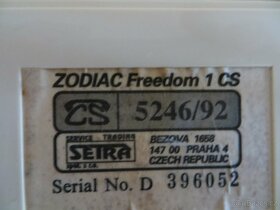 ZODIAC Freedom 1 CS
CS 5246/92
SERVICE TRADING
SETRA
spol. s r.o.
BEZOVA 1658
147 00 PRAHA 4
CZECH REPUBLIC
Serial No. D 396052